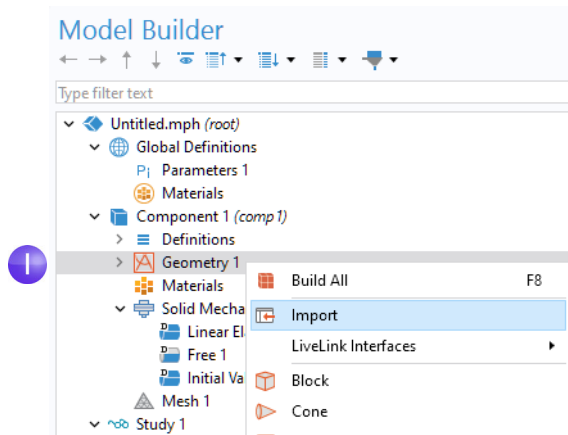 Model Builder
Type filter text
Untitled.mph (root)
Global Definitions
Pi Parameters 1
Materials
Component 1 (comp1)
Definitions
1
Geometry 1
Build All F8
Materials
Import
Solid Mecha
LiveLink Interfaces
Linear El
Free 1
Block
Initial Va
Cone
Mesh 1
Study 1